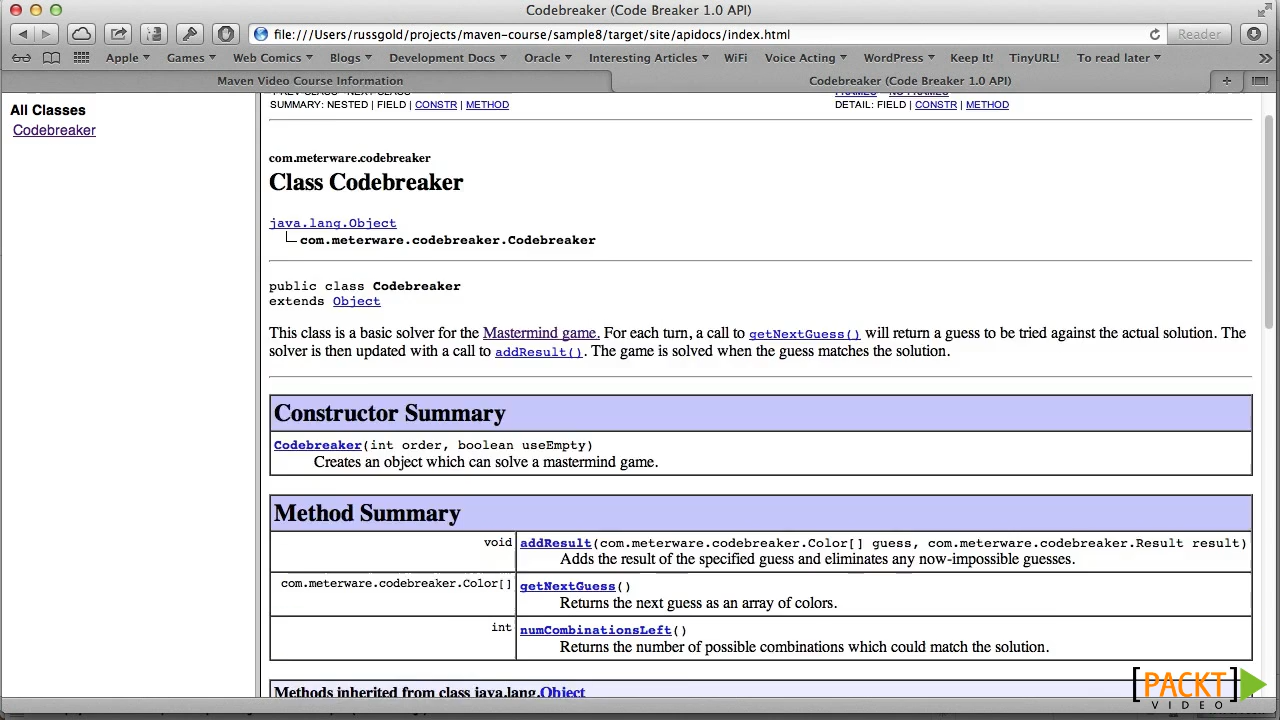 Codebreaker (Code Breaker 1.0 API)
file:///Users/russgold/projects/maven-course/sample8/target/site/apidocs/index.html
Reader
Apple Games Web Comics Blogs Development Docs Oracle Interesting Articles WiFi Voice Acting WordPress Keep It! TinyURL! To read later
Maven Video Course Information
Codebreaker (Code Breaker 1.0 API)
All Classes
Codebreaker
PREV CLASS NEXT CLASS
FRAMES NO FRAMES
SUMMARY: NESTED | FIELD | CONSTR | METHOD
DETAIL: FIELD | CONSTR | METHOD
com.meterware.codebreaker
Class Codebreaker
java.lang.Object
com.meterware.codebreaker.Codebreaker
public class Codebreaker
extends Object
This class is a basic solver for the Mastermind game. For each turn, a call to getNextGuess() will return a guess to be tried against the actual solution. The
solver is then updated with a call to addResult(). The game is solved when the guess matches the solution.
Constructor Summary
Codebreaker(int order, boolean useEmpty)
Creates an object which can solve a mastermind game.
Method Summary
void addResult(com.meterware.codebreaker.Color[] guess, com.meterware.codebreaker.Result result)
Adds the result of the specified guess and eliminates any now-impossible guesses.
com.meterware.codebreaker.Color[] getNextGuess()
Returns the next guess as an array of colors.
int numCombinationsLeft()
Returns the number of possible combinations which could match the solution.
Methods inherited from class java.lang.Object
[PACKT]
VIDEO